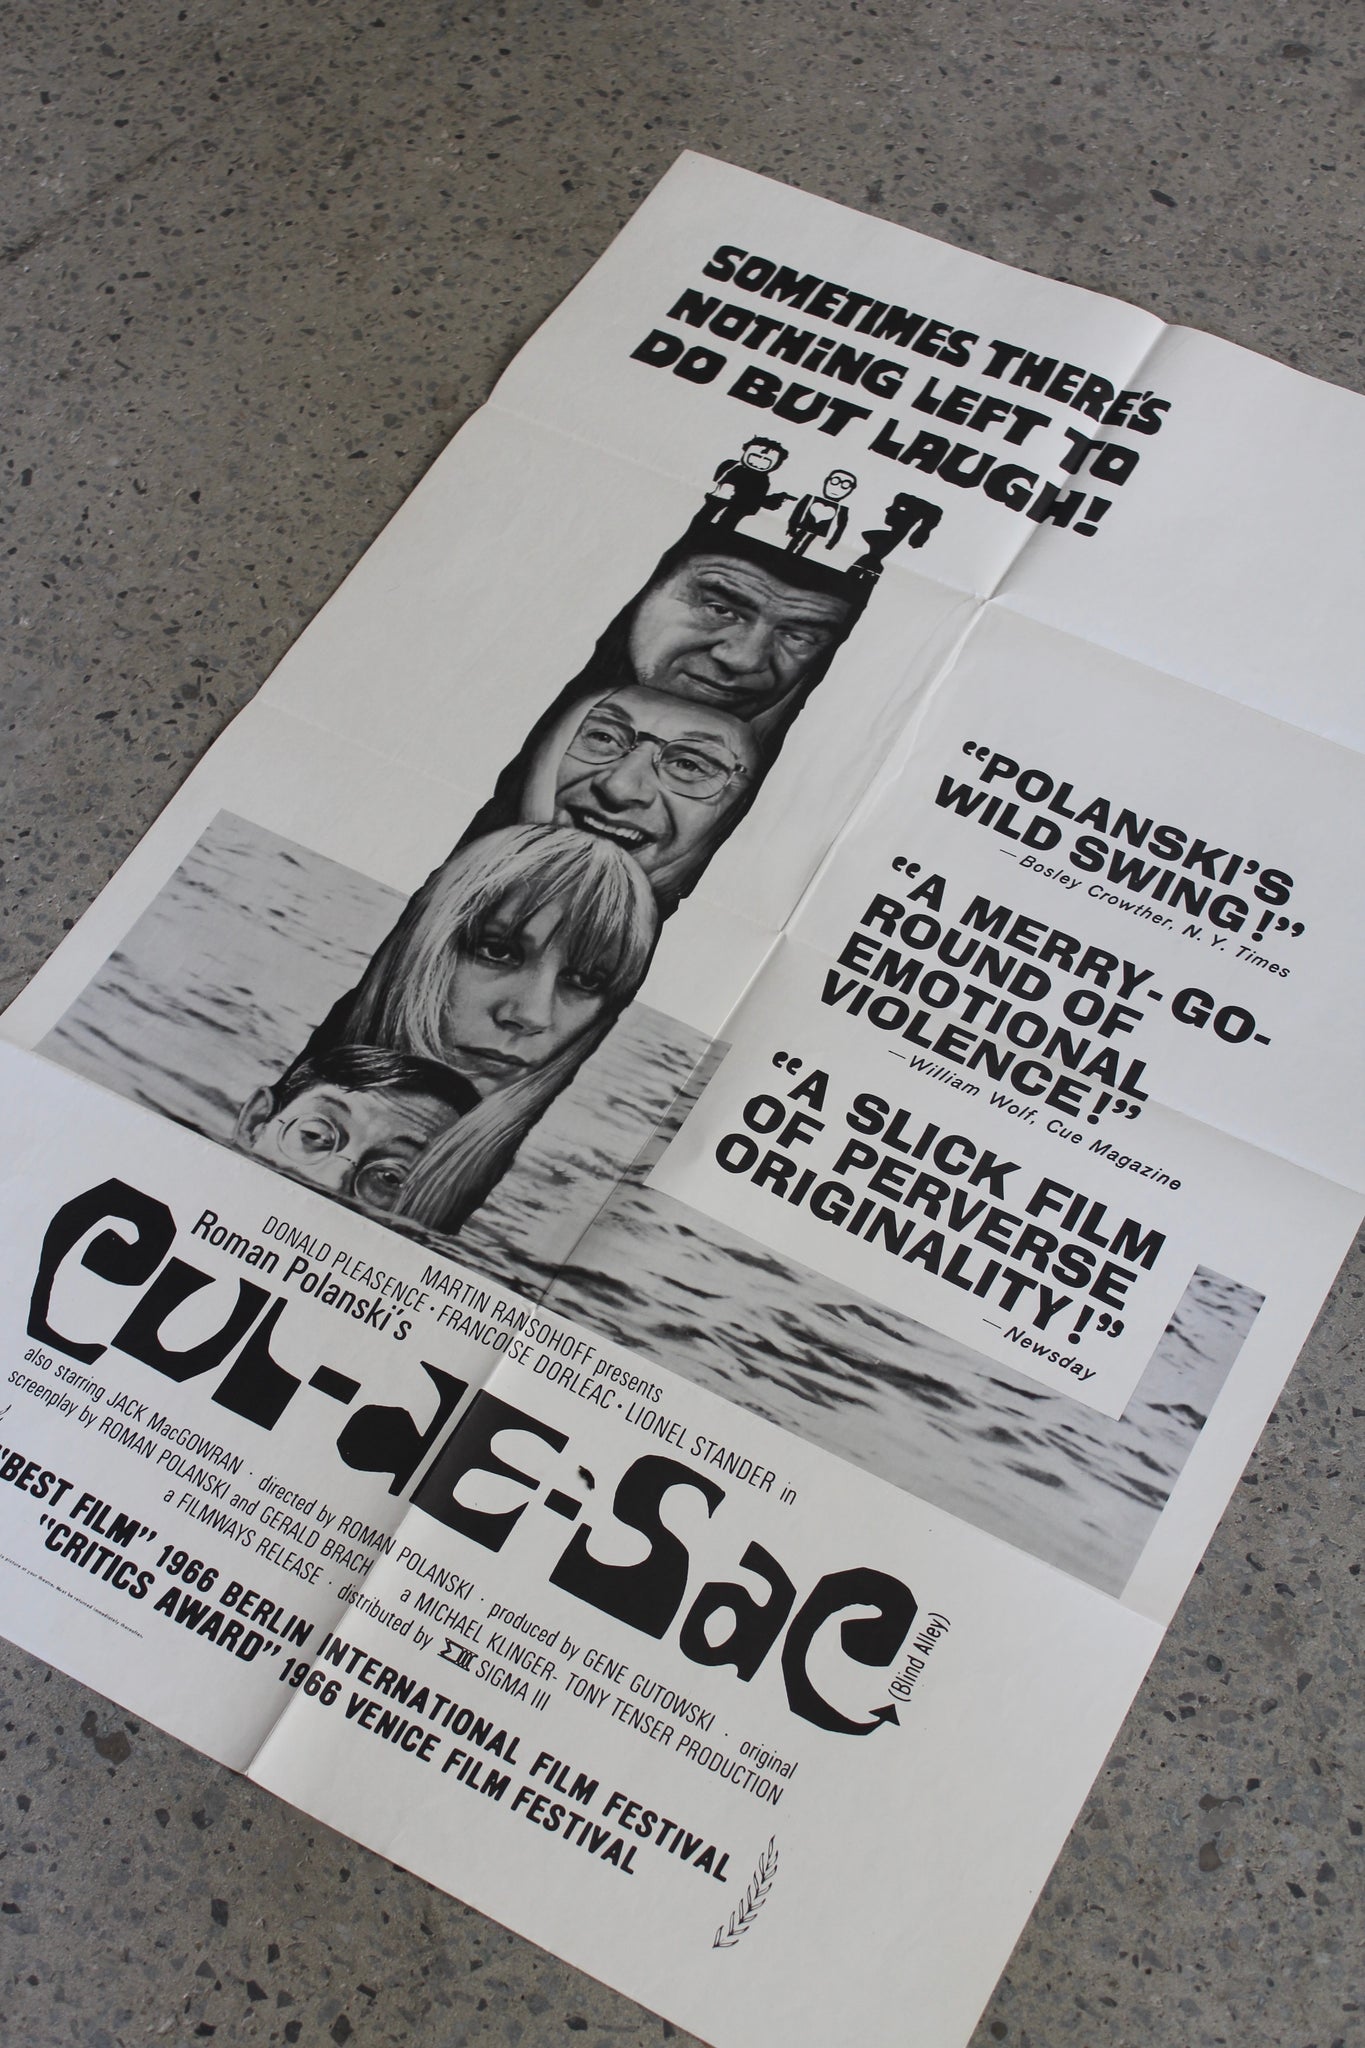 SOMETIMES THERE'S
NOTHiNG LEFT TO
DO BUT LAUGH!
“POLANSKI'S
WILD SWING!”
—Bosley Crowther, N. Y. Times
“A MERRY-GO-
ROUND OF
EMOTIONAL
VIOLENCE!”
—William Wolf, Cue Magazine
“A SLICK FILM
OF PERVERSE
ORIGINALITY!”
—Newsday
MARTIN RANSOHOFF presents
DONALD PLEASENCE · FRANCOISE DORLEAC · LIONEL STANDER in
Roman Polanski's
CUL-dE-SaC
(Blind Alley)
also starring JACK MacGOWRAN · directed by ROMAN POLANSKI · produced by GENE GUTOWSKI · original
screenplay by ROMAN POLANSKI and GERALD BRACH a MICHAEL KLINGER- TONY TENSER PRODUCTION
a FILMWAYS RELEASE · distributed by SIGMA III
“BEST FILM” 1966 BERLIN INTERNATIONAL FILM FESTIVAL
“CRITICS AWARD” 1966 VENICE FILM FESTIVAL